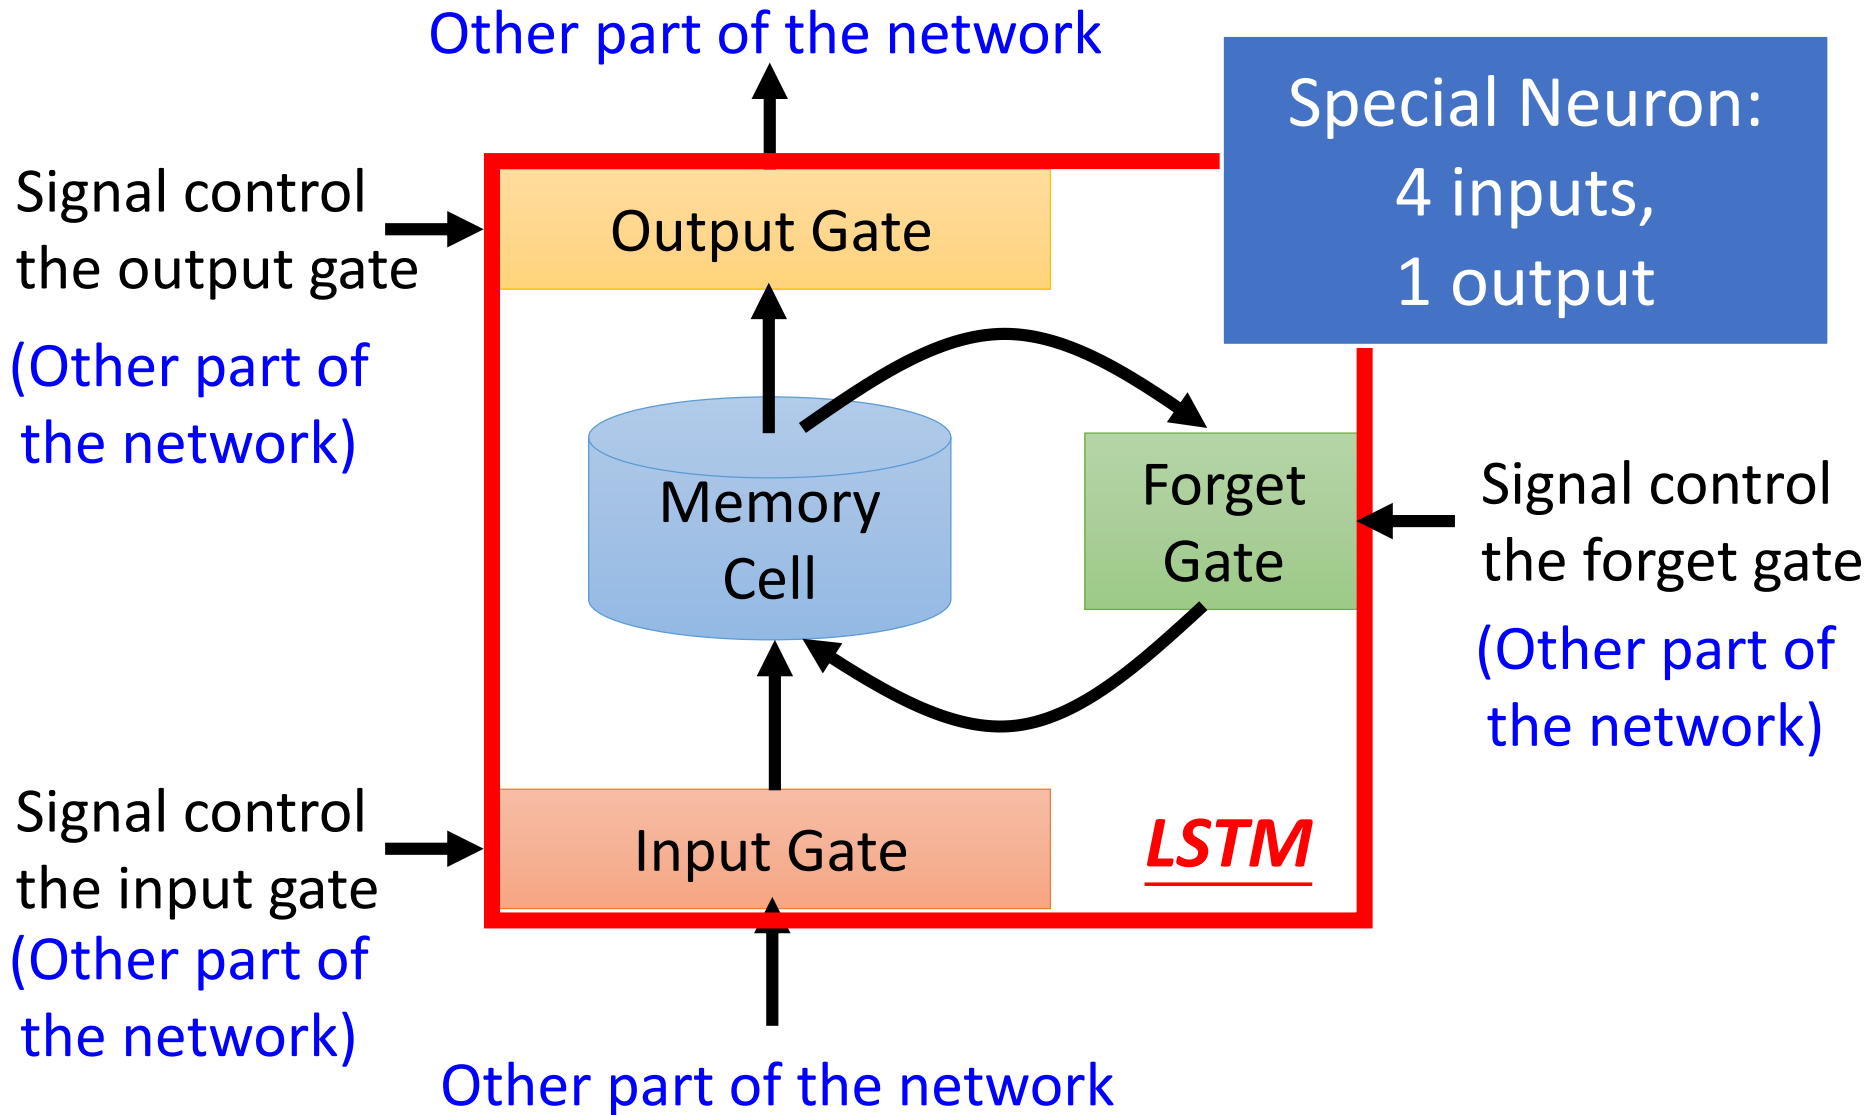 Other part of the network
Special Neuron:
4 inputs,
1 output
Signal control
the output gate
(Other part of
the network)
Output Gate
Memory
Cell
Forget
Gate
Signal control
the forget gate
(Other part of
the network)
Signal control
the input gate
(Other part of
the network)
Input Gate
LSTM
Other part of the network